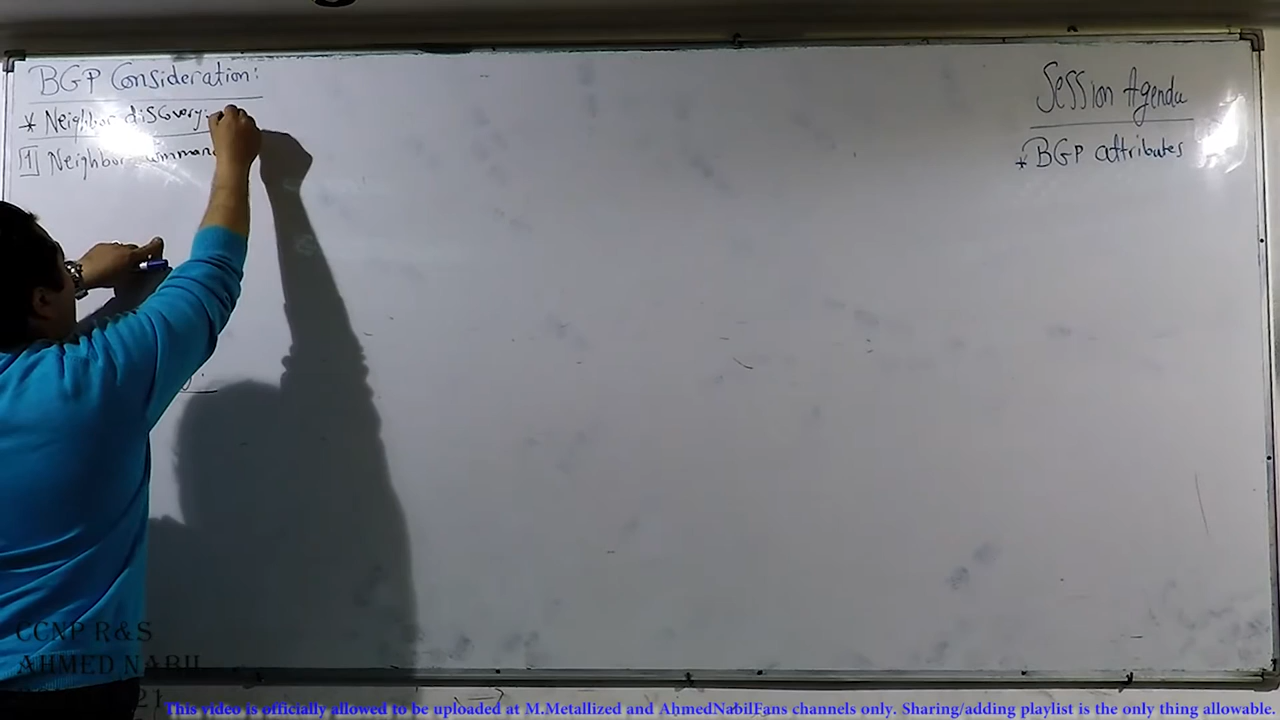 BGP Consideration:
* Neighbor discovery:
1 Neighbor command
Session Agenda
* BGP attributes
CCNP R&S
AHMED NABIL
21
This video is officially allowed to be uploaded at M.Metallized and AhmedNabilFans channels only. Sharing/adding playlist is the only thing allowable.